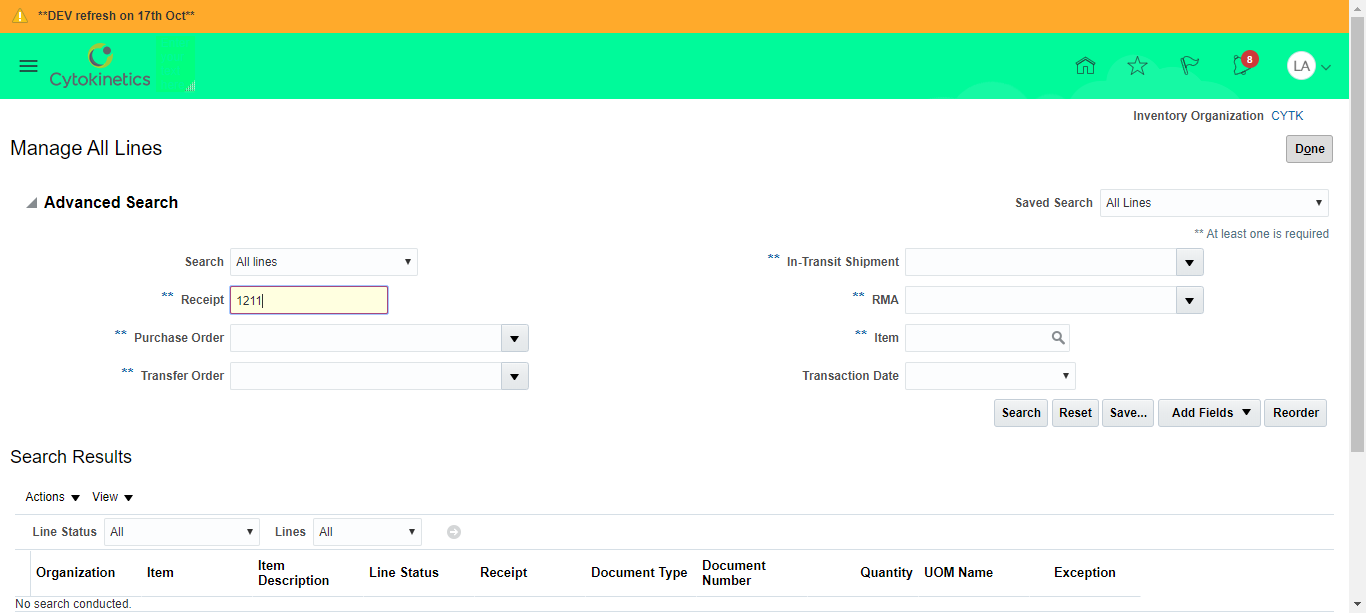 **DEV refresh on 17th Oct**
Cytokinetics
8
LA
Inventory Organization CYTK
Manage All Lines
Done
Advanced Search
Saved Search All Lines
** At least one is required
Search All lines
** In-Transit Shipment
** Receipt 1211
** RMA
** Purchase Order
** Item
** Transfer Order
Transaction Date
Search Reset Save... Add Fields Reorder
Search Results
Actions View
Line Status All Lines All
Organization Item Item Description Line Status Receipt Document Type Document Number Quantity UOM Name Exception
No search conducted.